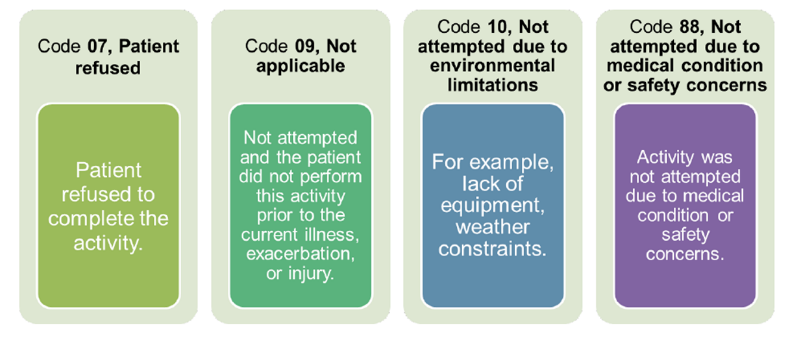 Code 07, Patient
refused
Patient
refused to
complete the
activity.
Code 09, Not
applicable
Not attempted
and the patient
did not perform
this activity
prior to the
current illness,
exacerbation,
or injury.
Code 10, Not
attempted due to
environmental
limitations
For example,
lack of
equipment,
weather
constraints.
Code 88, Not
attempted due to
medical condition
or safety concerns
Activity was
not attempted
due to medical
condition or
safety
concerns.